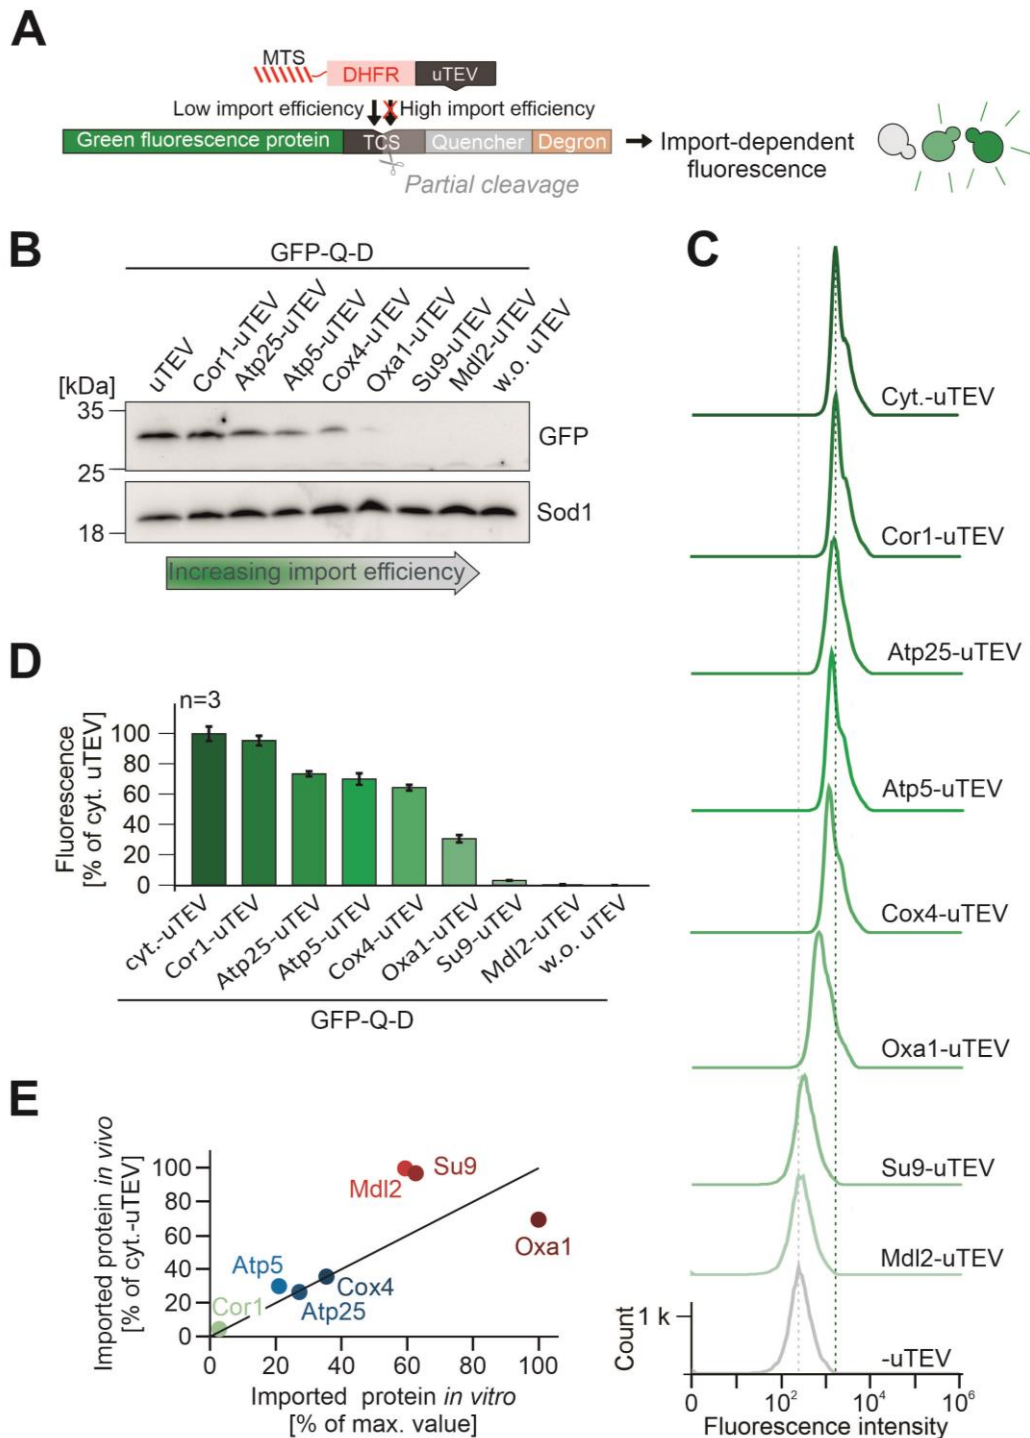 A
MTS
DHFR
uTEV
Low import efficiency
High import efficiency
Green fluorescence protein
TCS
Quencher
Degron
Partial cleavage
Import-dependent
fluorescence
B
GFP-Q-D
uTEV
Cor1-uTEV
Atp25-uTEV
Atp5-uTEV
Cox4-uTEV
Oxa1-uTEV
Su9-uTEV
Mdl2-uTEV
w.o. uTEV
[kDa]
35
25
GFP
18
Sod1
Increasing import efficiency
C
Cyt.-uTEV
Cor1-uTEV
Atp25-uTEV
Atp5-uTEV
Cox4-uTEV
Oxa1-uTEV
Su9-uTEV
Mdl2-uTEV
-uTEV
Count
1 k
0 10² 10⁴ 10⁶
Fluorescence intensity
D
n=3
Fluorescence
[% of cyt. uTEV]
100
80
60
40
20
0
cyt.-uTEV
Cor1-uTEV
Atp25-uTEV
Atp5-uTEV
Cox4-uTEV
Oxa1-uTEV
Su9-uTEV
Mdl2-uTEV
w.o. uTEV
GFP-Q-D
E
Imported protein in vivo
[% of cyt.-uTEV]
100
80
60
40
20
0
Mdl2
Su9
Oxa1
Atp5
Cox4
Atp25
Cor1
0 20 40 60 80 100
Imported protein in vitro
[% of max. value]